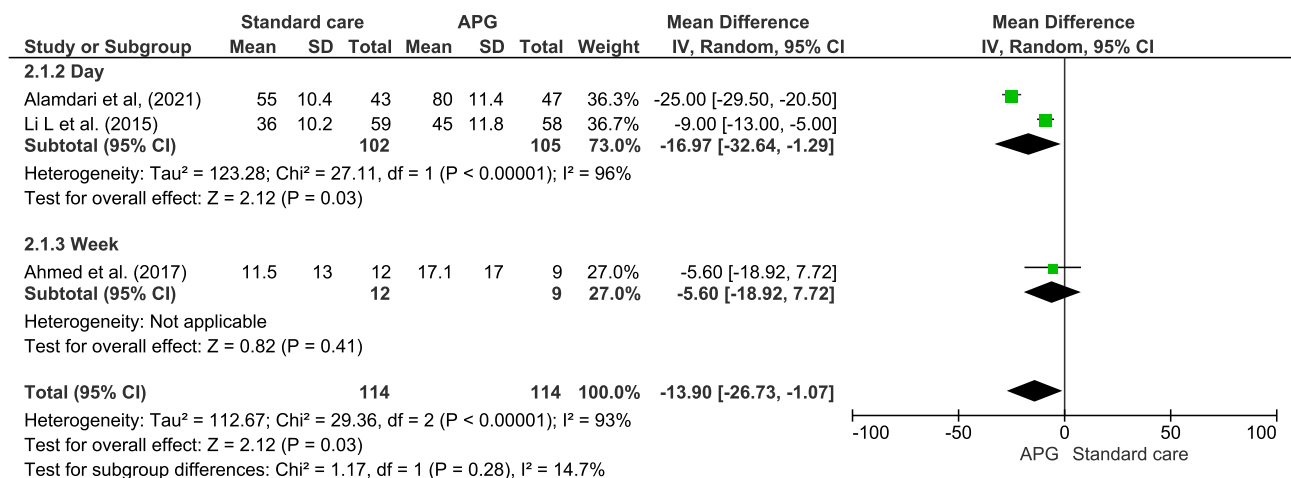 Standard care APG Mean Difference Mean Difference
Study or Subgroup Mean SD Total Mean SD Total Weight IV, Random, 95% CI IV, Random, 95% CI
2.1.2 Day
Alamdari et al, (2021) 55 10.4 43 80 11.4 47 36.3% -25.00 [-29.50, -20.50]
Li L et al. (2015) 36 10.2 59 45 11.8 58 36.7% -9.00 [-13.00, -5.00]
Subtotal (95% CI) 102 105 73.0% -16.97 [-32.64, -1.29]
Heterogeneity: Tau² = 123.28; Chi² = 27.11, df = 1 (P < 0.00001); I² = 96%
Test for overall effect: Z = 2.12 (P = 0.03)
2.1.3 Week
Ahmed et al. (2017) 11.5 13 12 17.1 17 9 27.0% -5.60 [-18.92, 7.72]
Subtotal (95% CI) 12 9 27.0% -5.60 [-18.92, 7.72]
Heterogeneity: Not applicable
Test for overall effect: Z = 0.82 (P = 0.41)
Total (95% CI) 114 114 100.0% -13.90 [-26.73, -1.07]
Heterogeneity: Tau² = 112.67; Chi² = 29.36, df = 2 (P < 0.00001); I² = 93%
Test for overall effect: Z = 2.12 (P = 0.03)
Test for subgroup differences: Chi² = 1.17, df = 1 (P = 0.28), I² = 14.7%
-100 -50 0 50 100
APG Standard care